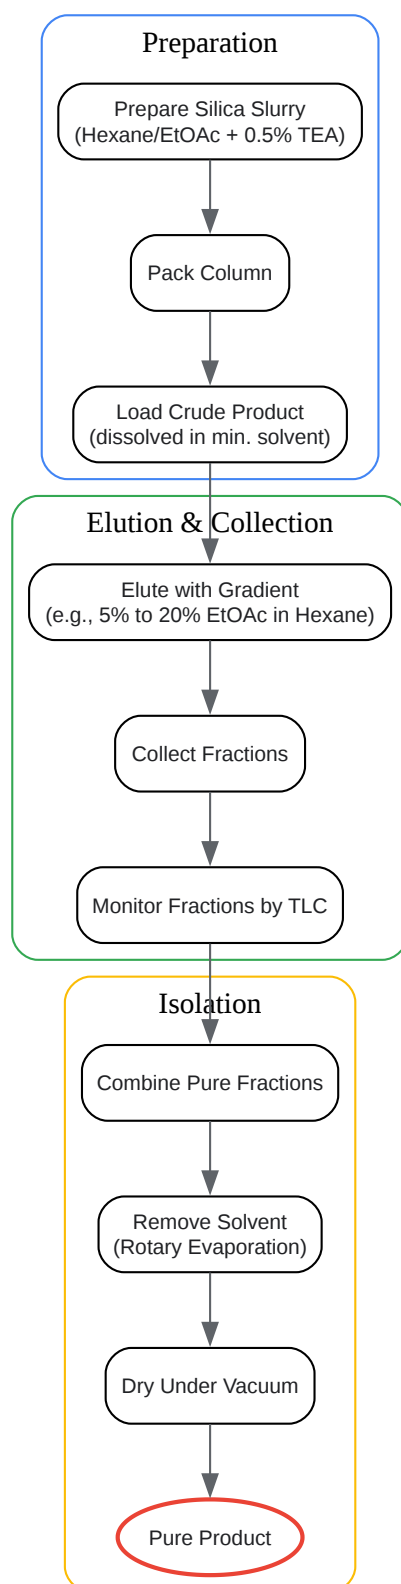 Preparation
Prepare Silica Slurry
(Hexane/EtOAc + 0.5% TEA)
Pack Column
Load Crude Product
(dissolved in min. solvent)
Elution & Collection
Elute with Gradient
(e.g., 5% to 20% EtOAc in Hexane)
Collect Fractions
Monitor Fractions by TLC
Isolation
Combine Pure Fractions
Remove Solvent
(Rotary Evaporation)
Dry Under Vacuum
Pure Product